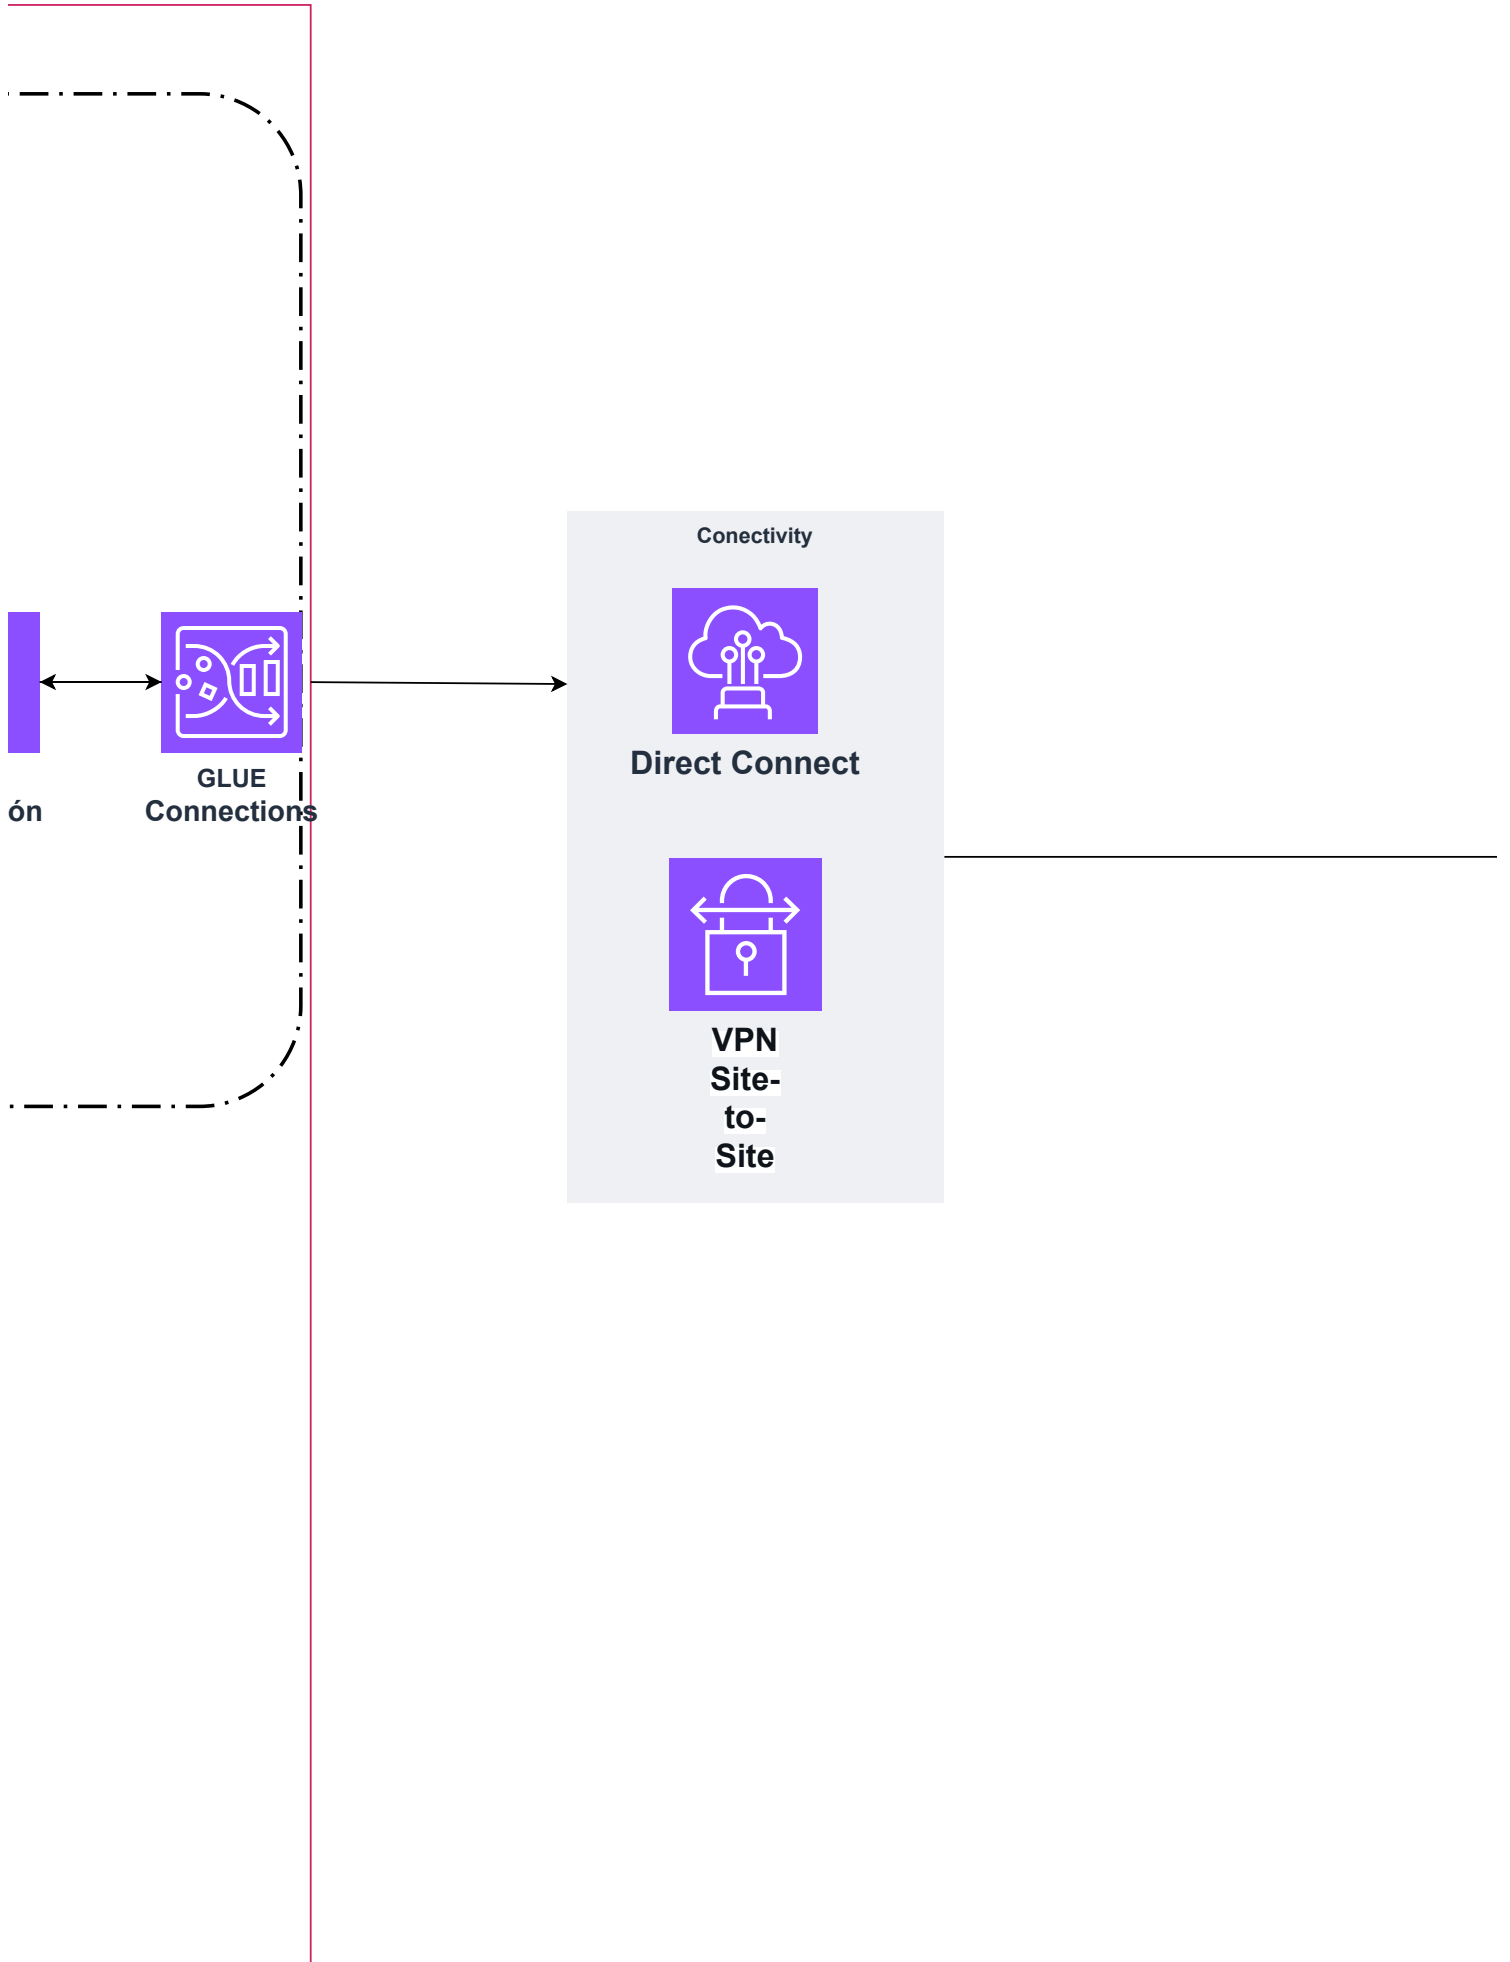 Conectivity
Direct Connect
GLUE
Connections
ón
VPN
Site-
to-
Site